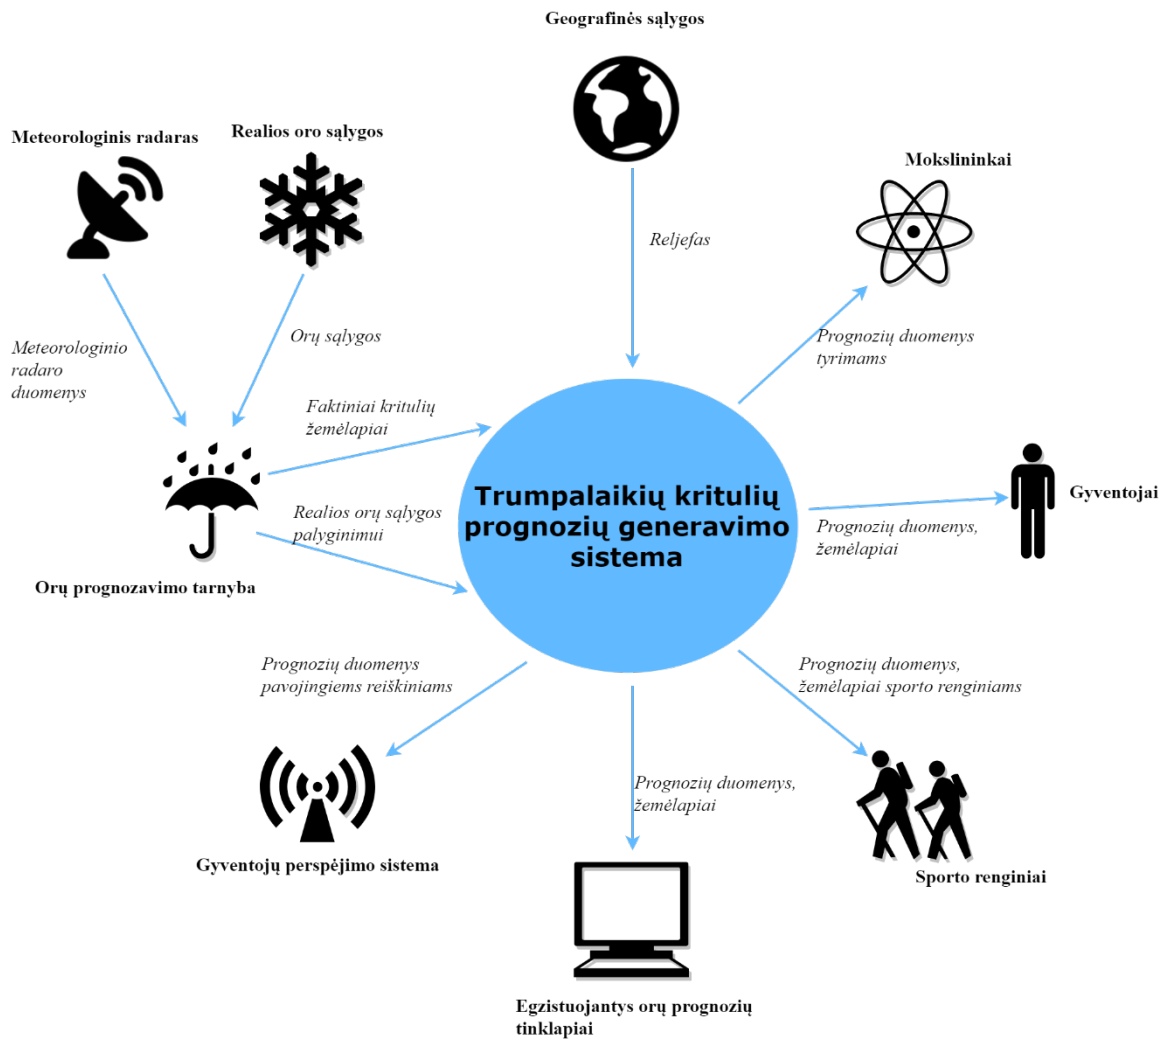 Geografinės sąlygos
Meteorologinis radaras
Realios oro sąlygos
Mokslininkai
Reljefas
Meteorologinio
radaro
duomenys
Orų sąlygos
Prognozių duomenys
tyrimams
Faktiniai kritulių
žemėlapiai
Trumpalaikių kritulių
prognozių generavimo
sistema
Gyventojai
Realios orų sąlygos
palyginimui
Prognozių duomenys,
žemėlapiai
Orų prognozavimo tarnyba
Prognozių duomenys
pavojingiems reiškiniams
Prognozių duomenys,
žemėlapiai sporto renginiams
Prognozių duomenys,
žemėlapiai
Gyventojų perspėjimo sistema
Sporto renginiai
Egzistuojantys orų prognozių
tinklapiai